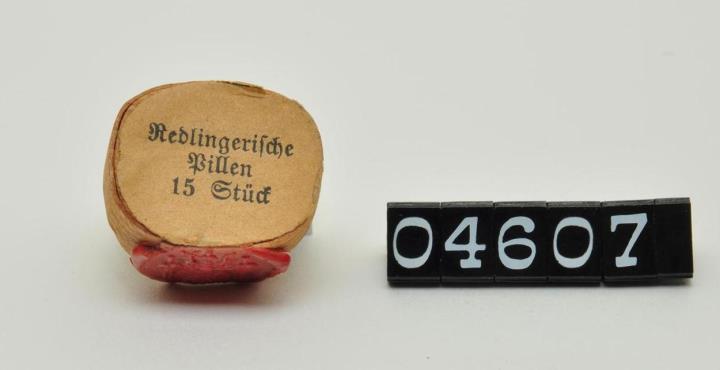 Redlingeriſche
Pillen
15 Stück
04607